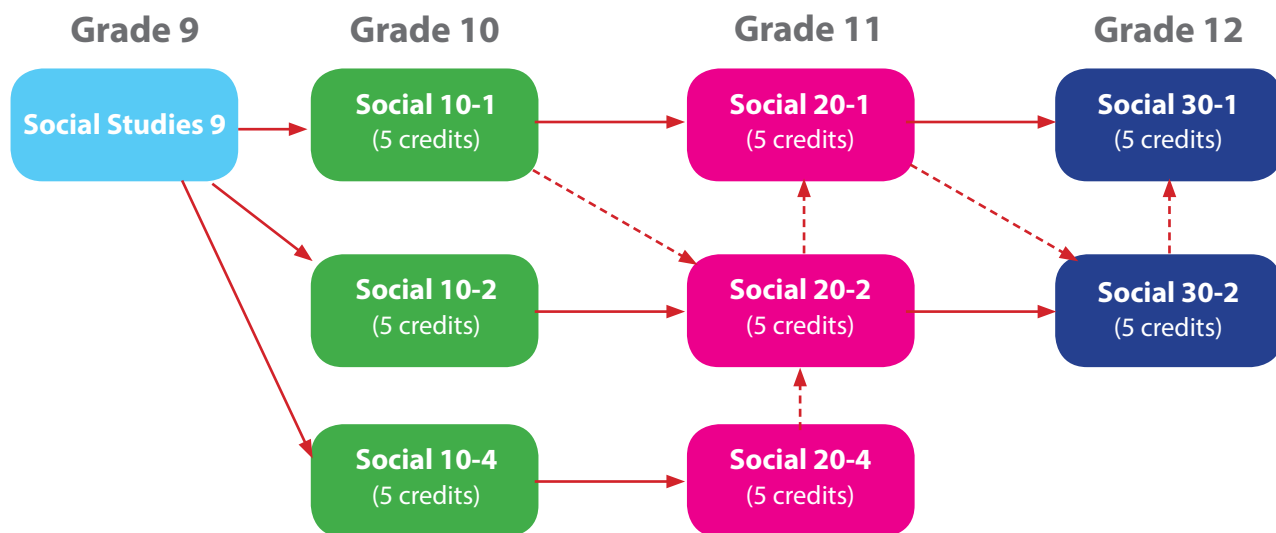 Grade 9
Grade 10
Grade 11
Grade 12
Social Studies 9
Social 10-1
(5 credits)
Social 20-1
(5 credits)
Social 30-1
(5 credits)
Social 10-2
(5 credits)
Social 20-2
(5 credits)
Social 30-2
(5 credits)
Social 10-4
(5 credits)
Social 20-4
(5 credits)